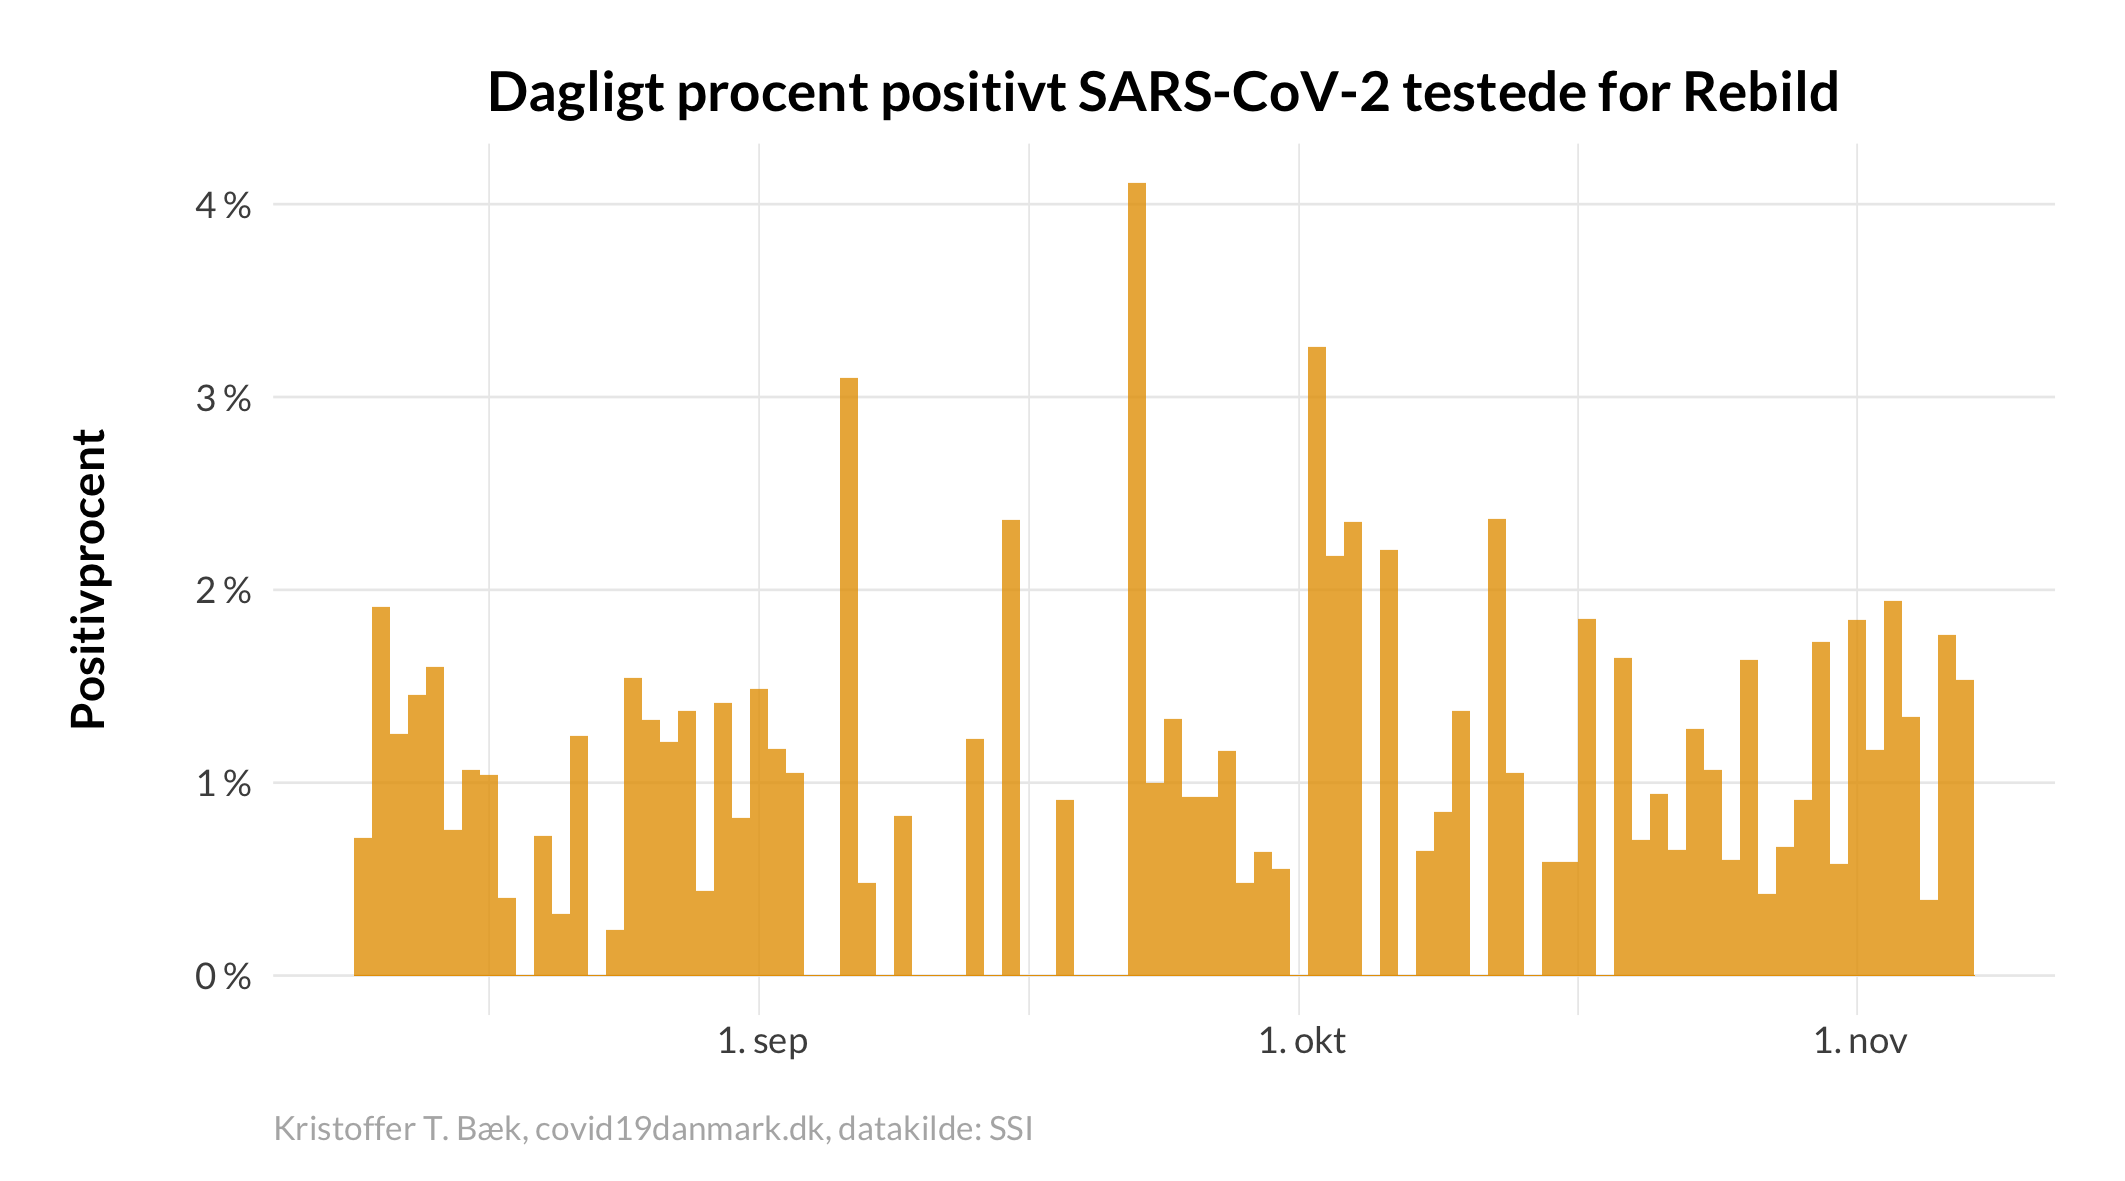 Dagligt procent positivt SARS-CoV-2 testede for Rebild
Positivprocent
4 %
3 %
2 %
1 %
0 %
1. sep
1. okt
1. nov
Kristoffer T. Bæk, covid19danmark.dk, datakilde: SSI